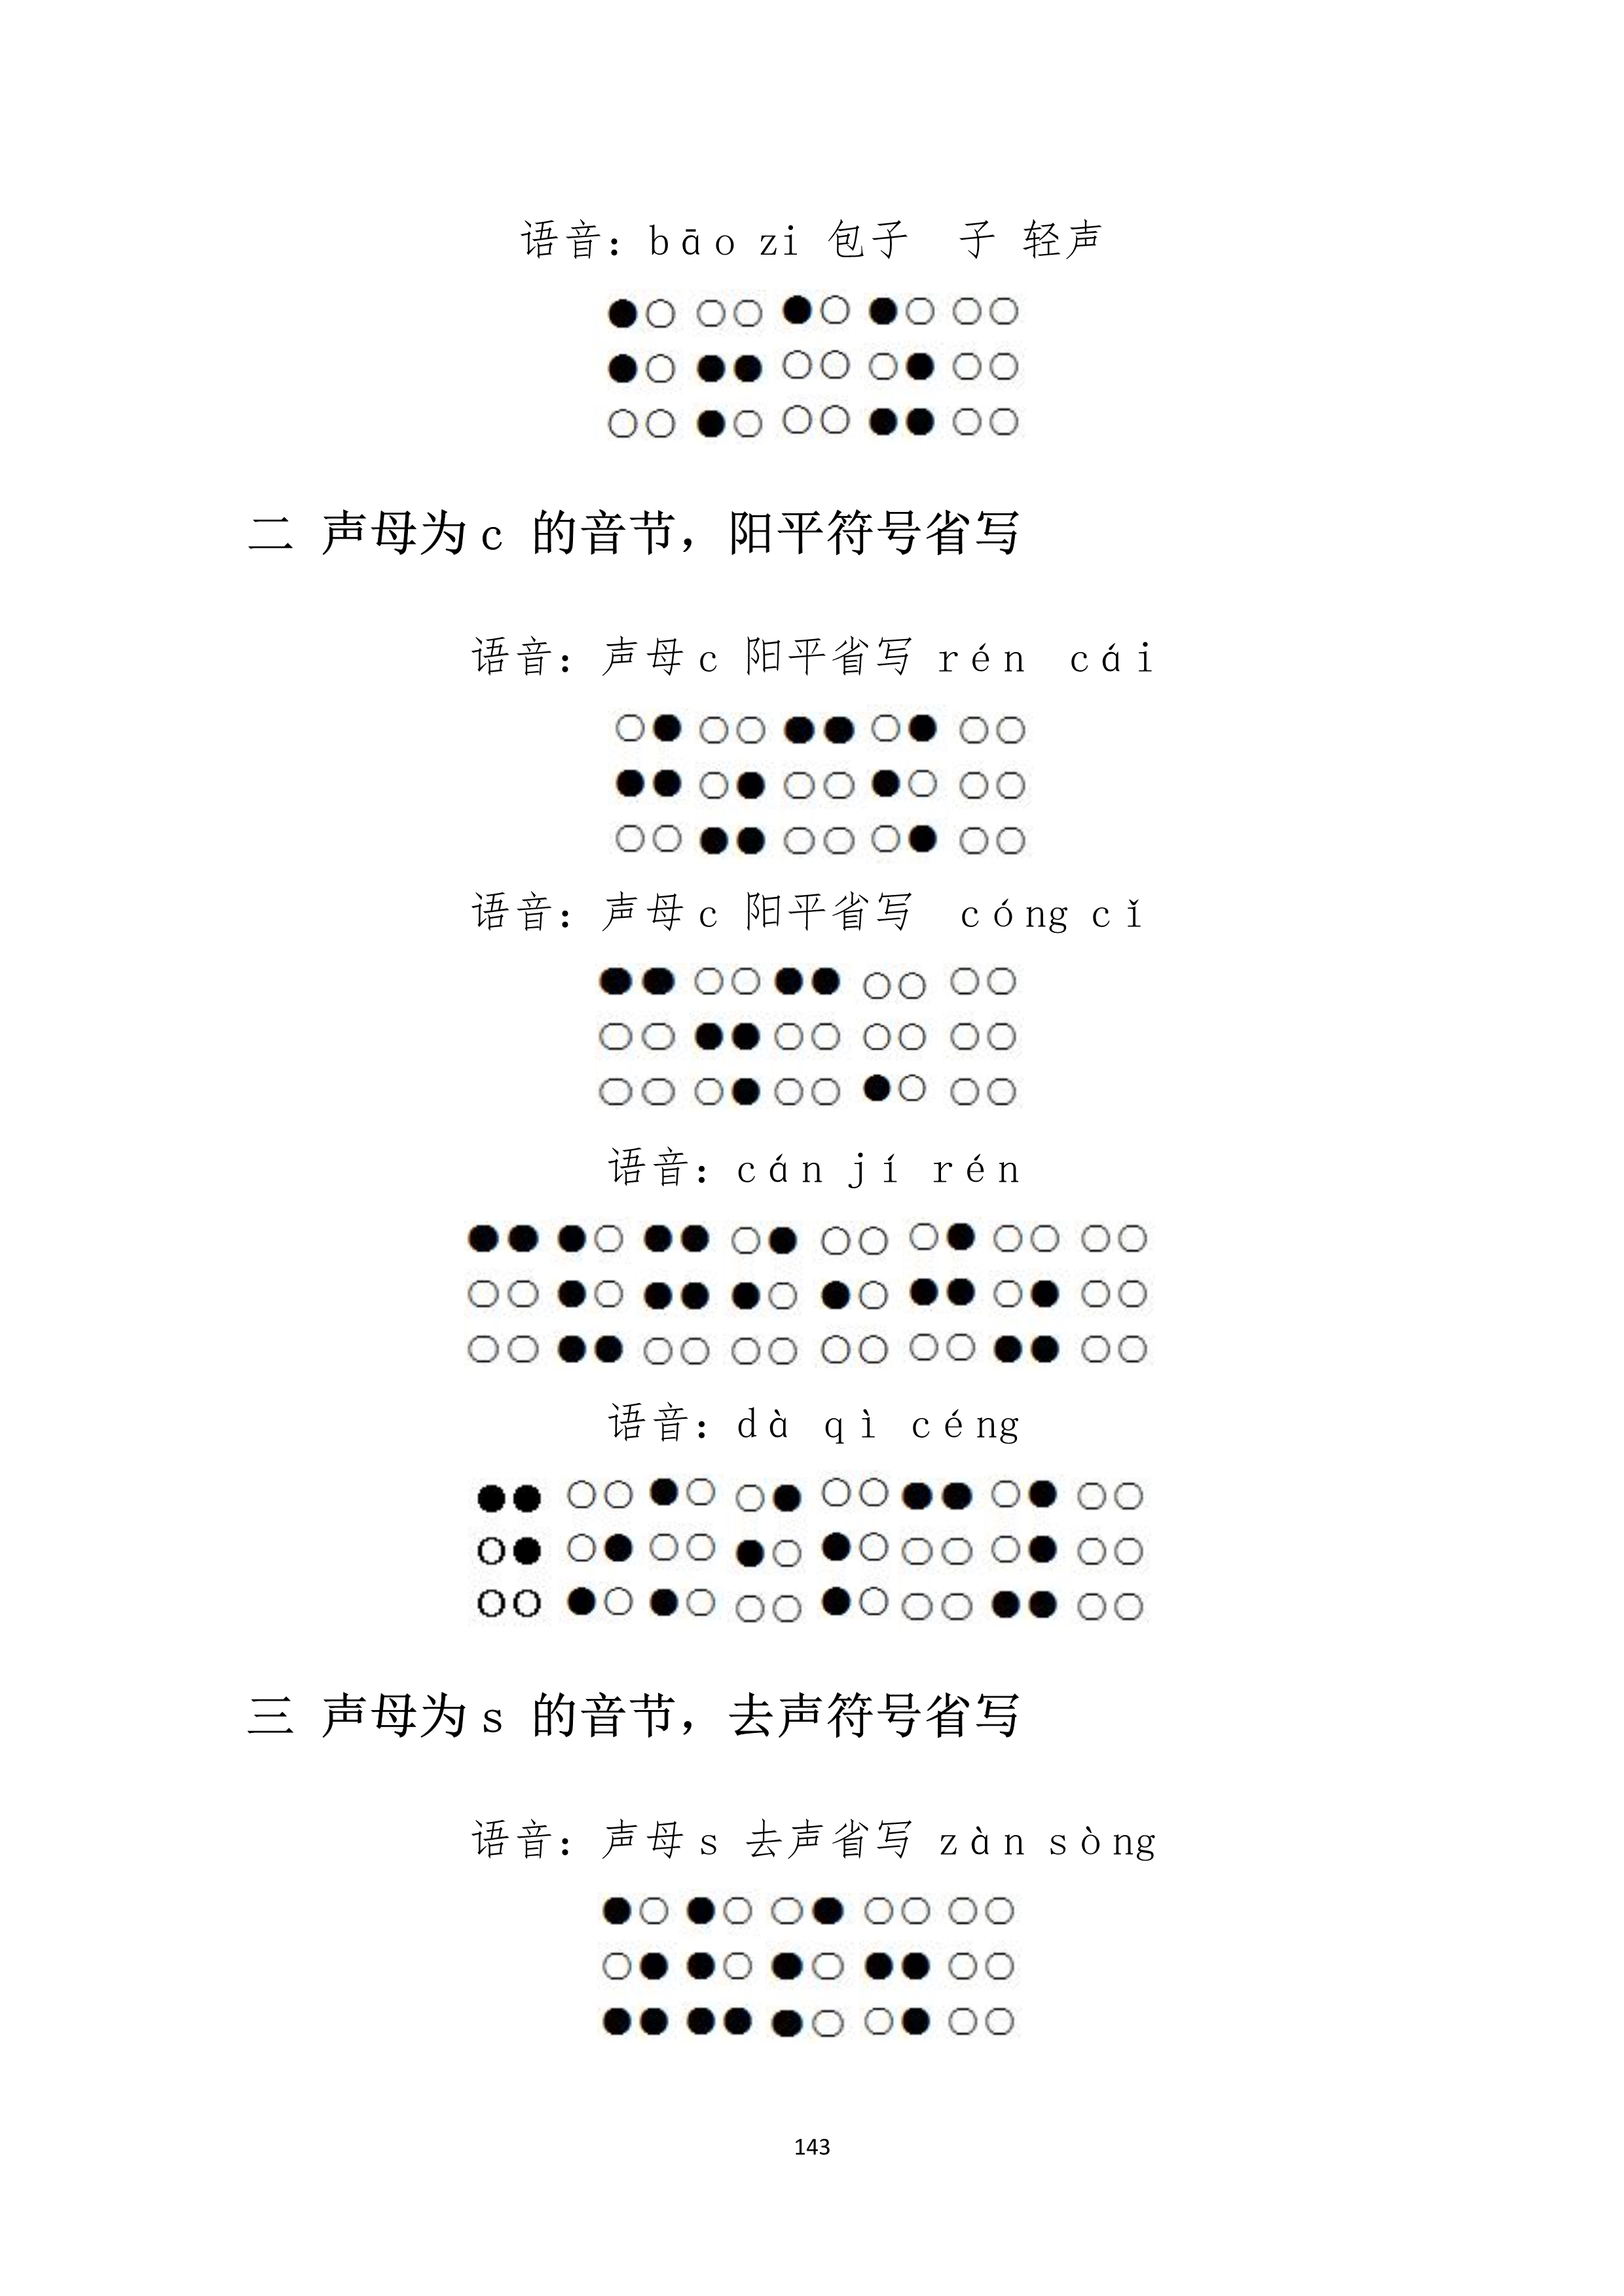 语音：bāo zi 包子 子 轻声
二 声母为c 的音节，阳平符号省写
语音：声母c 阳平省写 rén cái
语音：声母c 阳平省写 cóng cǐ
语音：cán jí rén
语音：dà qì céng
三 声母为s 的音节，去声符号省写
语音：声母s 去声省写 zàn sòng
143